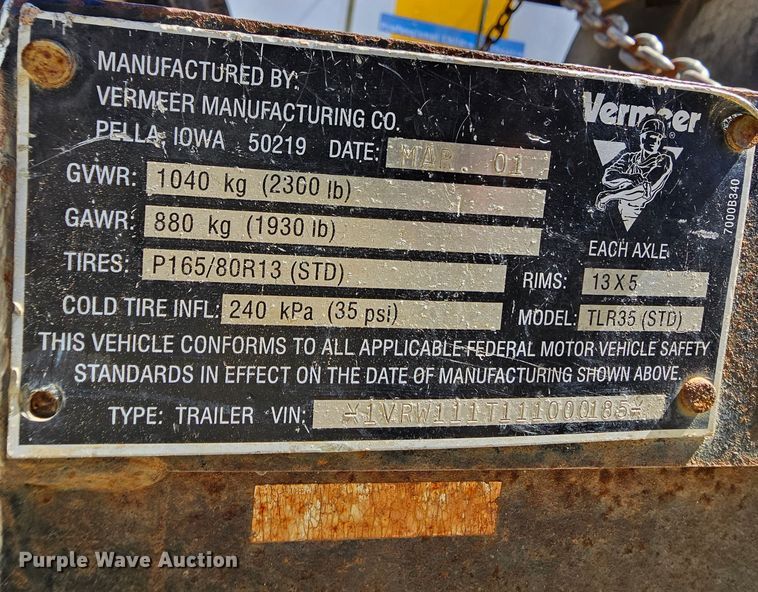 MANUFACTURED BY:
VERMEER MANUFACTURING CO.
PELLA, IOWA 50219 DATE: MAR. 01
Vermeer®
7000B340
GVWR: 1040 kg (2300 lb)
GAWR: 880 kg (1930 lb)
EACH AXLE
TIRES: P165/80R13 (STD) RIMS: 13X5
COLD TIRE INFL: 240 kPa (35 psi) MODEL: TLR35 (STD)
THIS VEHICLE CONFORMS TO ALL APPLICABLE FEDERAL MOTOR VEHICLE SAFETY
STANDARDS IN EFFECT ON THE DATE OF MANUFACTURING SHOWN ABOVE.
TYPE: TRAILER VIN: *1VRW111T111000185*
Purple Wave Auction